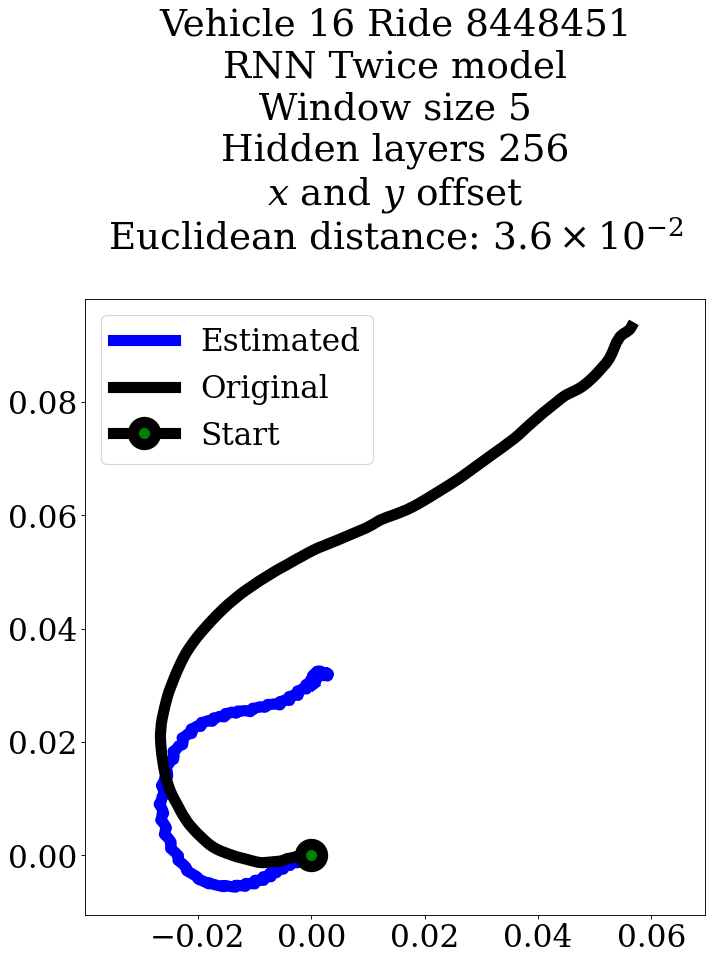 Vehicle 16 Ride 8448451
RNN Twice model
Window size 5
Hidden layers 256
x and y offset
Euclidean distance: 3.6 × 10⁻²
Estimated
Original
Start
0.08
0.06
0.04
0.02
0.00
−0.02 0.00 0.02 0.04 0.06